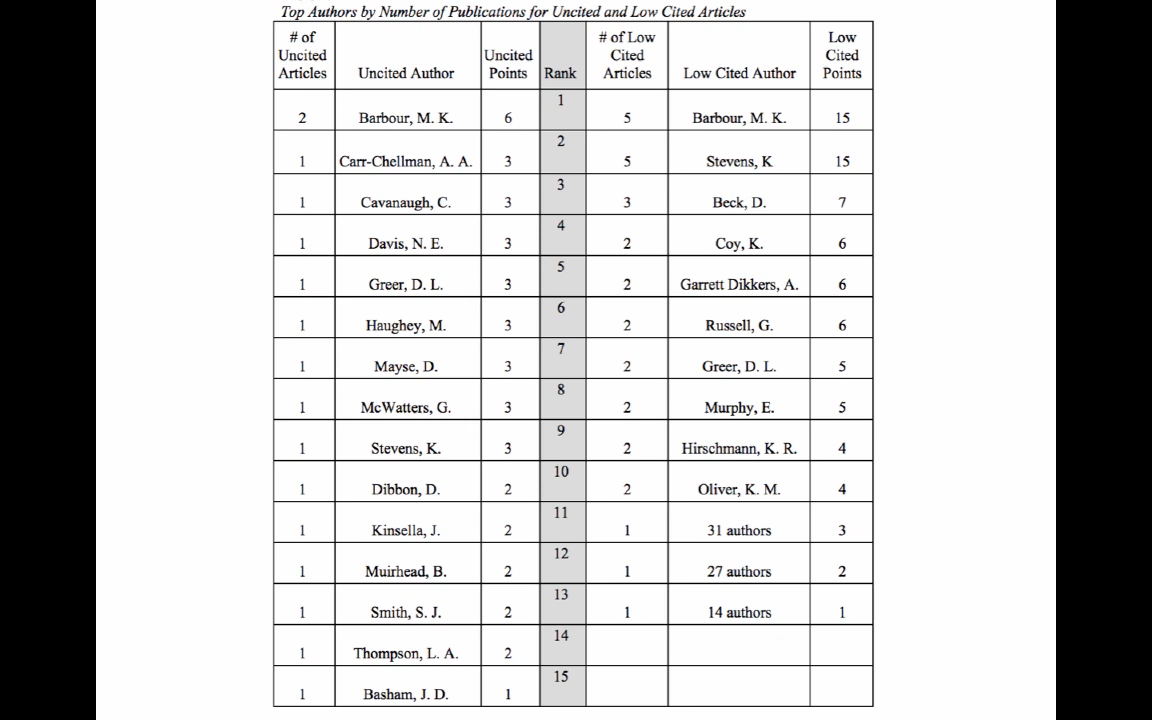 Top Authors by Number of Publications for Uncited and Low Cited Articles
# of Uncited Articles Uncited Author Uncited Points Rank # of Low Cited Articles Low Cited Author Low Cited Points
2 Barbour, M. K. 6 1 5 Barbour, M. K. 15
1 Carr-Chellman, A. A. 3 2 5 Stevens, K 15
1 Cavanaugh, C. 3 3 3 Beck, D. 7
1 Davis, N. E. 3 4 2 Coy, K. 6
1 Greer, D. L. 3 5 2 Garrett Dikkers, A. 6
1 Haughey, M. 3 6 2 Russell, G. 6
1 Mayse, D. 3 7 2 Greer, D. L. 5
1 McWatters, G. 3 8 2 Murphy, E. 5
1 Stevens, K. 3 9 2 Hirschmann, K. R. 4
1 Dibbon, D. 2 10 2 Oliver, K. M. 4
1 Kinsella, J. 2 11 1 31 authors 3
1 Muirhead, B. 2 12 1 27 authors 2
1 Smith, S. J. 2 13 1 14 authors 1
1 Thompson, L. A. 2 14
1 Basham, J. D. 1 15